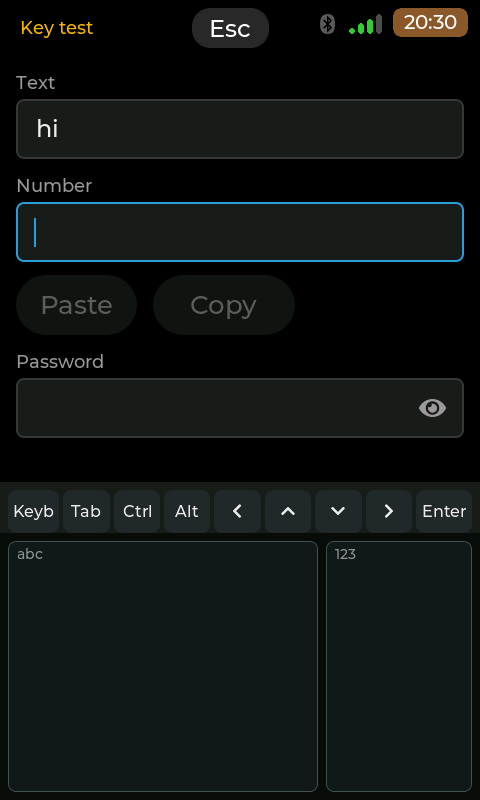 Key test
Esc
20:30
Text
hi
Number
Paste Copy
Password
Keyb Tab Ctrl Alt Enter
abc 123